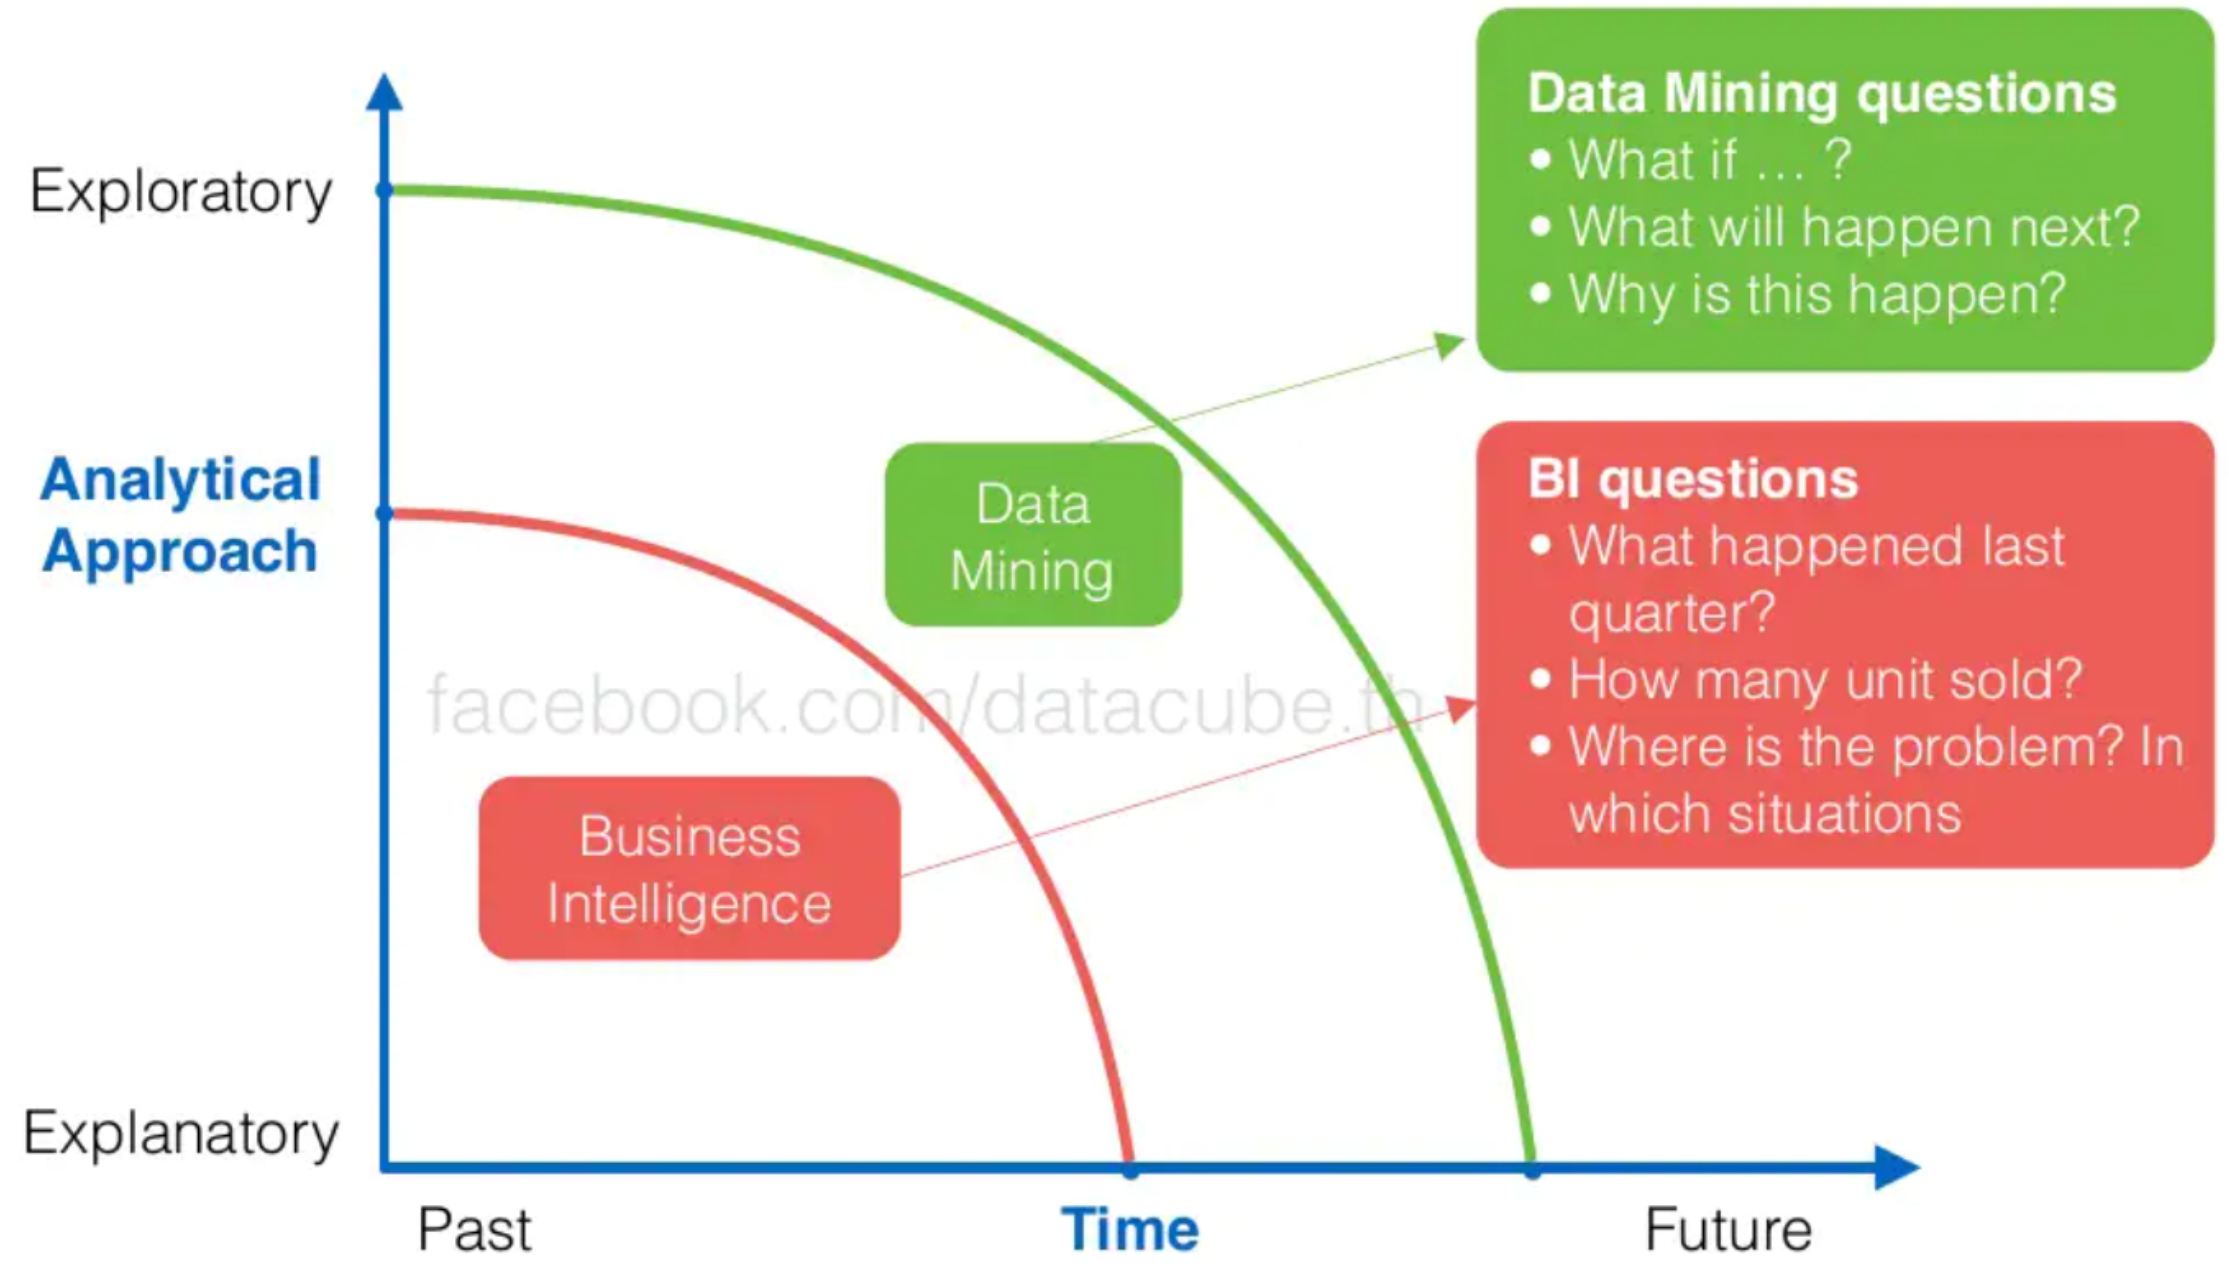 Exploratory
Analytical
Approach
Explanatory
Past
Time
Future
Data
Mining
Business
Intelligence
facebook.com/datacube.th
Data Mining questions
• What if ... ?
• What will happen next?
• Why is this happen?
BI questions
• What happened last
quarter?
• How many unit sold?
• Where is the problem? In
which situations